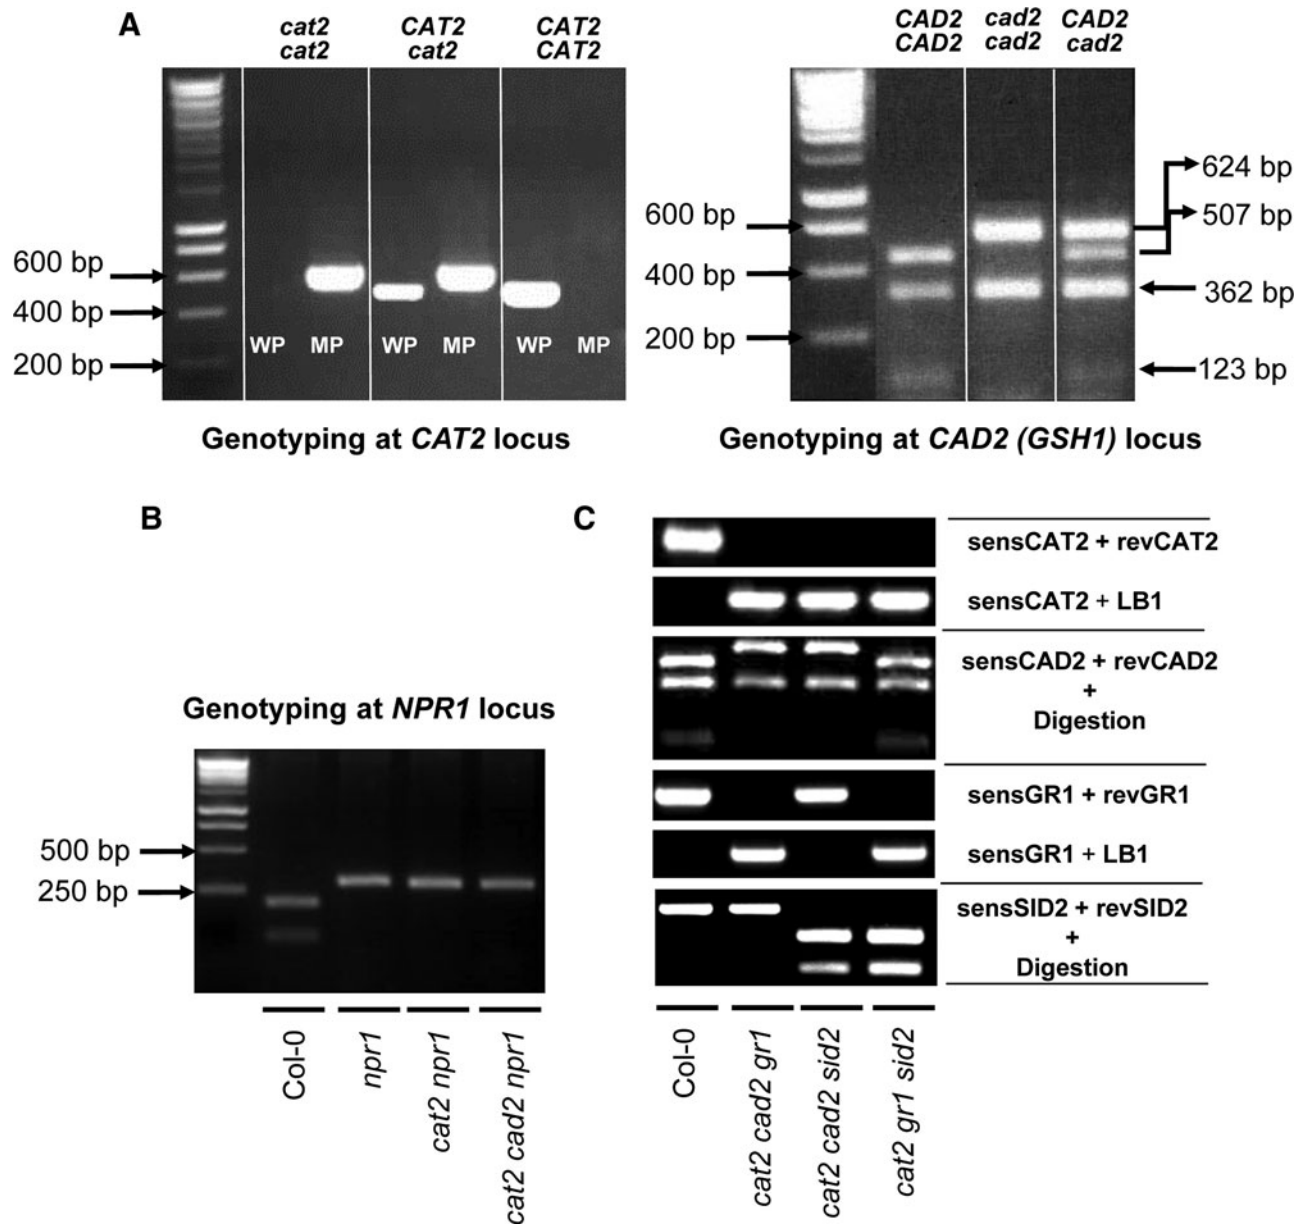 A
cat2 CAT2 CAT2
cat2 cat2 CAT2
600 bp
400 bp
200 bp
WP MP WP MP WP MP
Genotyping at CAT2 locus
CAD2 cad2 CAD2
CAD2 cad2 cad2
600 bp
400 bp
200 bp
624 bp
507 bp
362 bp
123 bp
Genotyping at CAD2 (GSH1) locus
B
Genotyping at NPR1 locus
500 bp
250 bp
Col-0
npr1
cat2 npr1
cat2 cad2 npr1
C
sensCAT2 + revCAT2
sensCAT2 + LB1
sensCAD2 + revCAD2
+
Digestion
sensGR1 + revGR1
sensGR1 + LB1
sensSID2 + revSID2
+
Digestion
Col-0
cat2 cad2 gr1
cat2 cad2 sid2
cat2 gr1 sid2